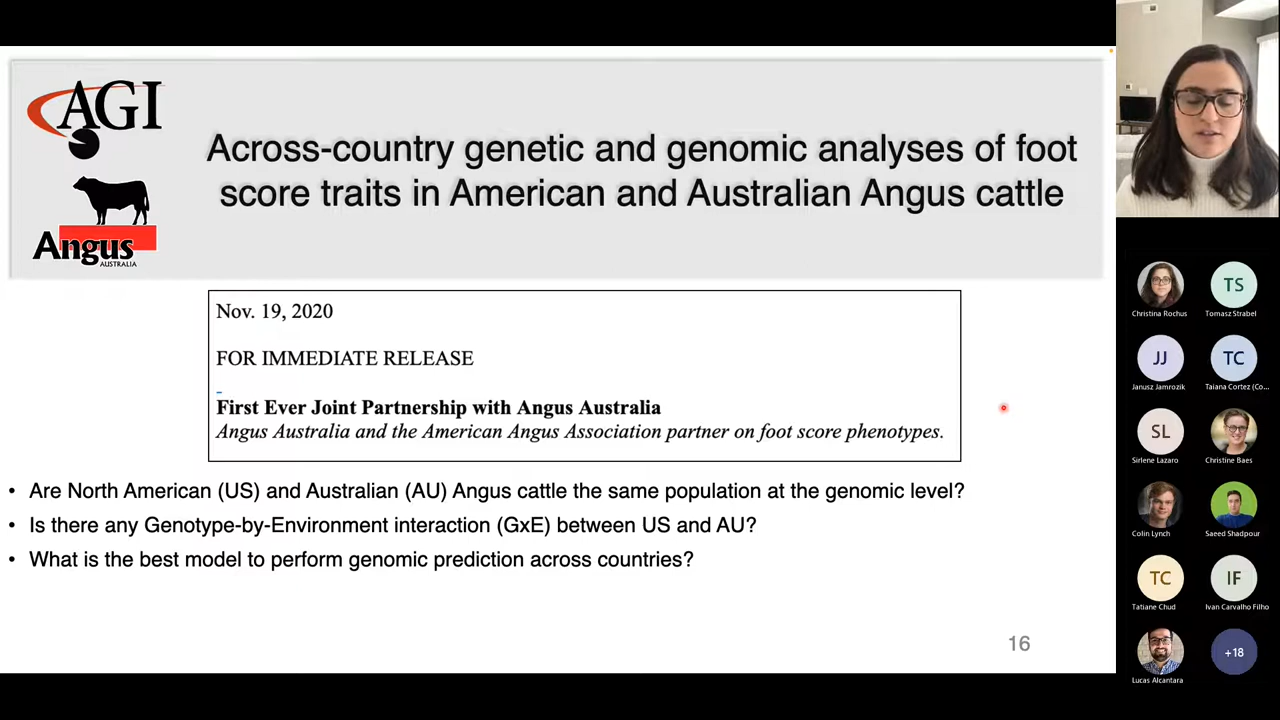 AGI
Angus
AUSTRALIA
Across-country genetic and genomic analyses of foot
score traits in American and Australian Angus cattle
Nov. 19, 2020
FOR IMMEDIATE RELEASE
First Ever Joint Partnership with Angus Australia
Angus Australia and the American Angus Association partner on foot score phenotypes.
• Are North American (US) and Australian (AU) Angus cattle the same population at the genomic level?
• Is there any Genotype-by-Environment interaction (GxE) between US and AU?
• What is the best model to perform genomic prediction across countries?
16
TS
Christina Rochus
Tomasz Strabel
JJ
TC
Janusz Jamrozik
Taiana Cortez (Co...
SL
Sirlene Lazaro
Christine Baes
Colin Lynch
Saeed Shadpour
TC
IF
Tatiane Chud
Ivan Carvalho Filho
+18
Lucas Alcantara